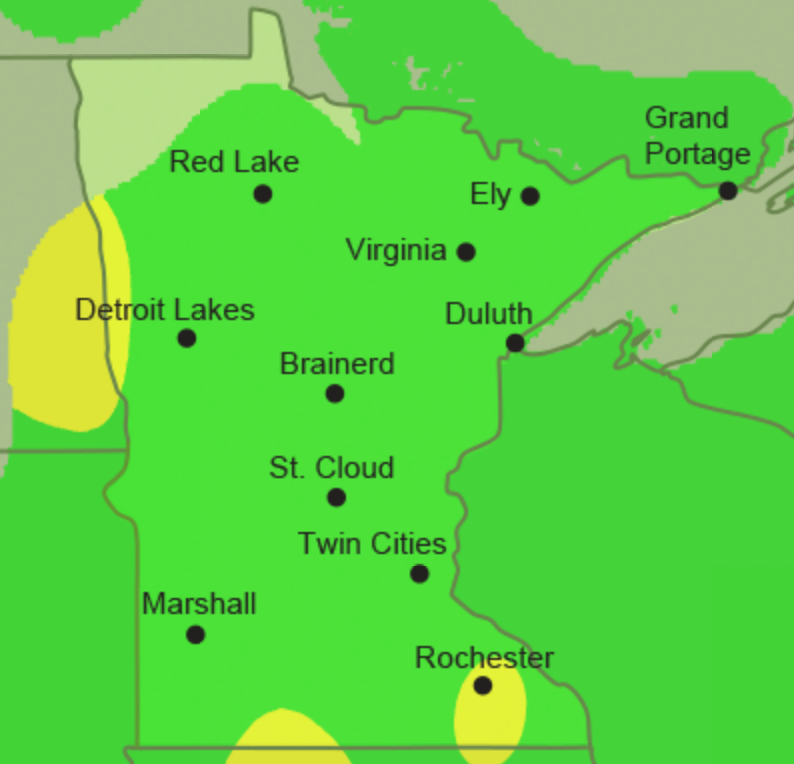 Grand
Portage
Red Lake
Ely
Virginia
Detroit Lakes
Duluth
Brainerd
St. Cloud
Twin Cities
Marshall
Rochester